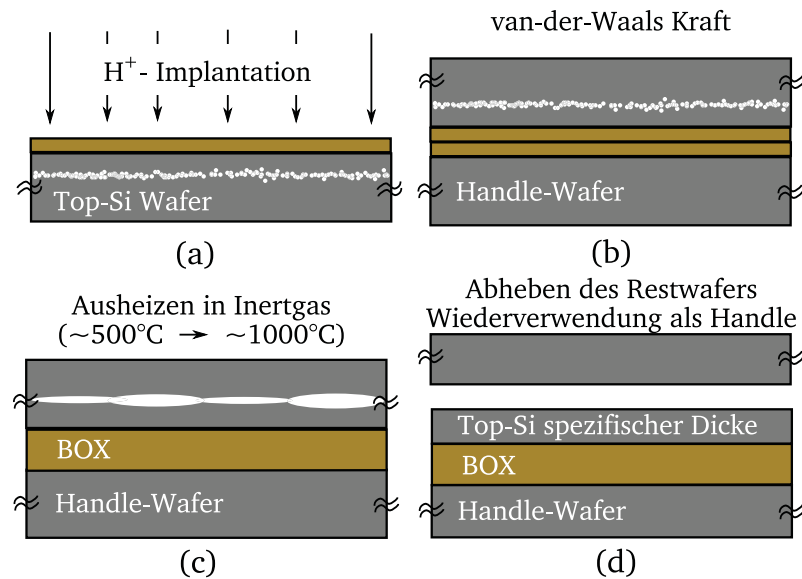 H+- Implantation
Top-Si Wafer
(a)
van-der-Waals Kraft
Handle-Wafer
(b)
Ausheizen in Inertgas
(~500°C → ~1000°C)
BOX
Handle-Wafer
(c)
Abheben des Restwafers
Wiederverwendung als Handle
Top-Si spezifischer Dicke
BOX
Handle-Wafer
(d)